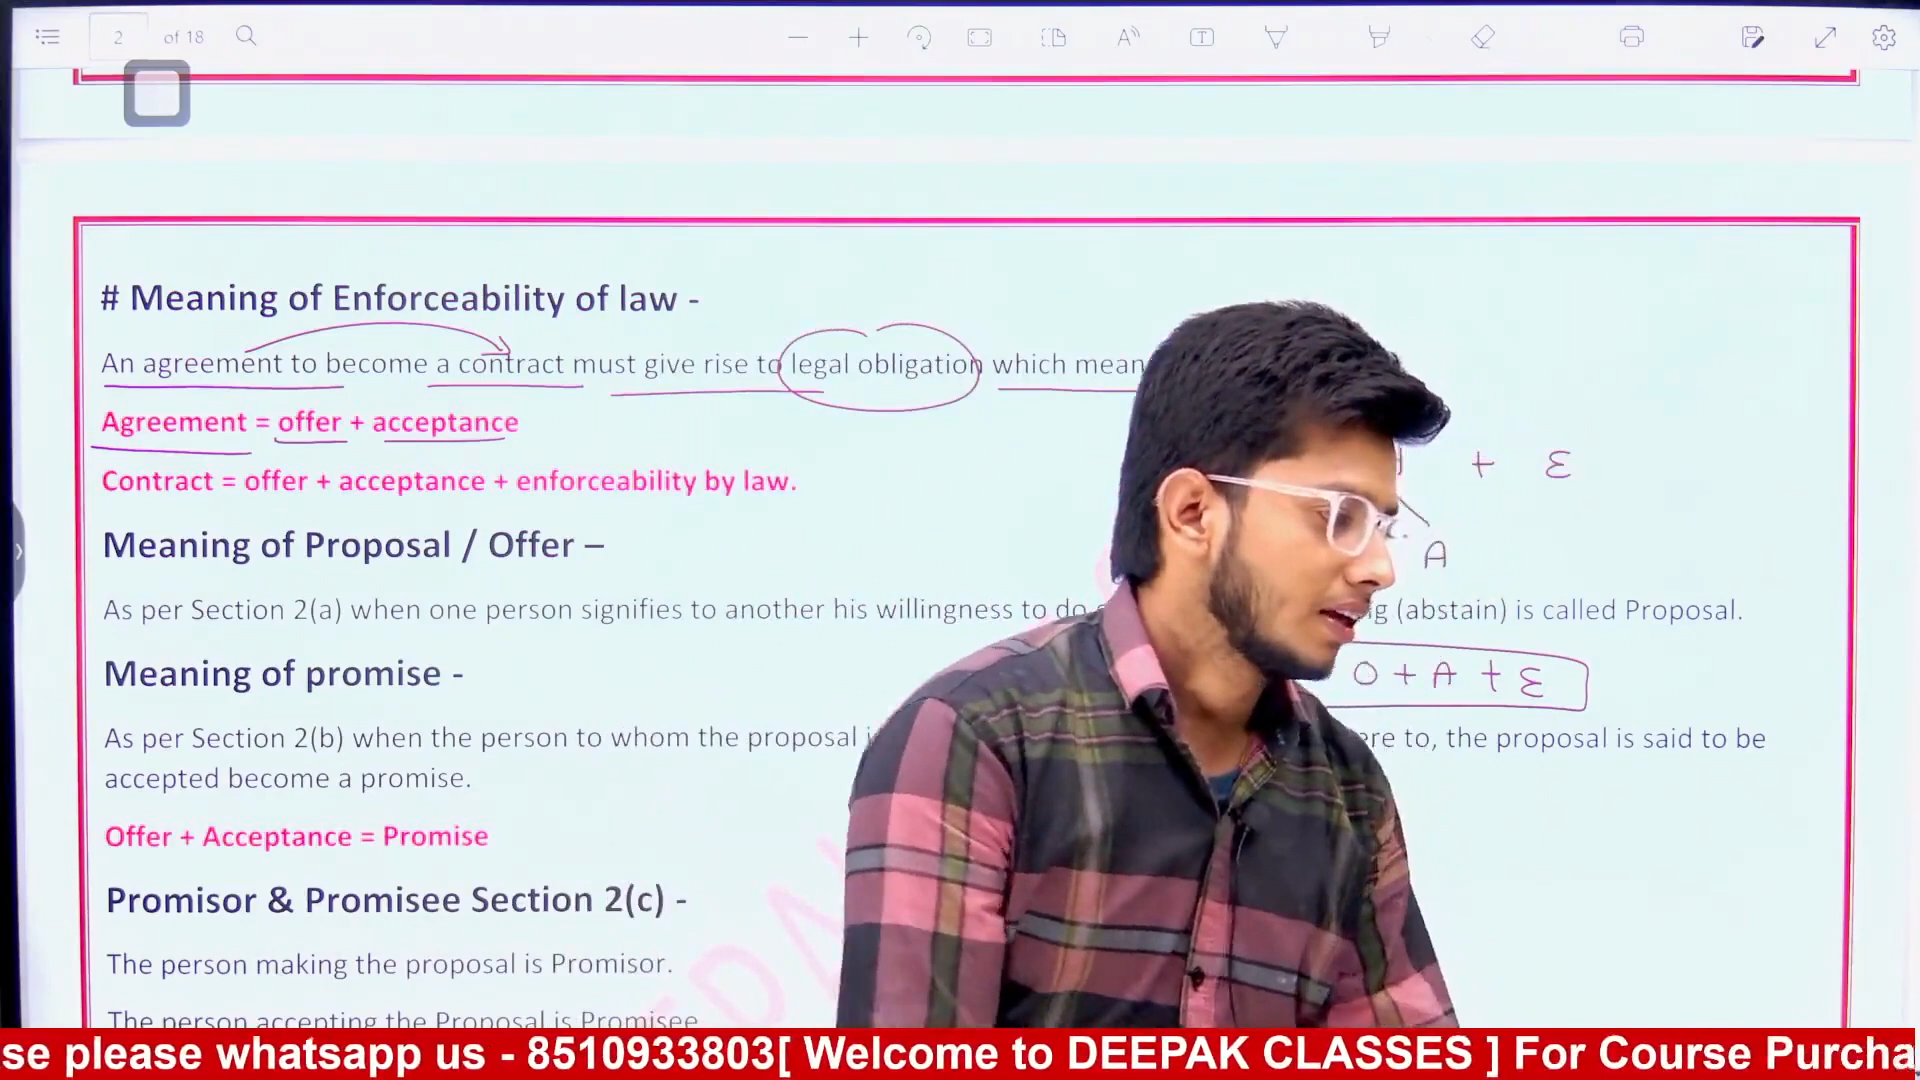 2 of 18
# Meaning of Enforceability of law -
An agreement to become a contract must give rise to legal obligation which mean
Agreement = offer + acceptance
Contract = offer + acceptance + enforceability by law.
+ ε
A
Meaning of Proposal / Offer –
As per Section 2(a) when one person signifies to another his willingness to do (abstain) is called Proposal.
Meaning of promise -
O + A + ε
As per Section 2(b) when the person to whom the proposal to, the proposal is said to be
accepted become a promise.
Offer + Acceptance = Promise
Promisor & Promisee Section 2(c) -
The person making the proposal is Promisor.
The person accepting the Proposal is Promisee
se please whatsapp us - 8510933803[ Welcome to DEEPAK CLASSES ] For Course Purcha